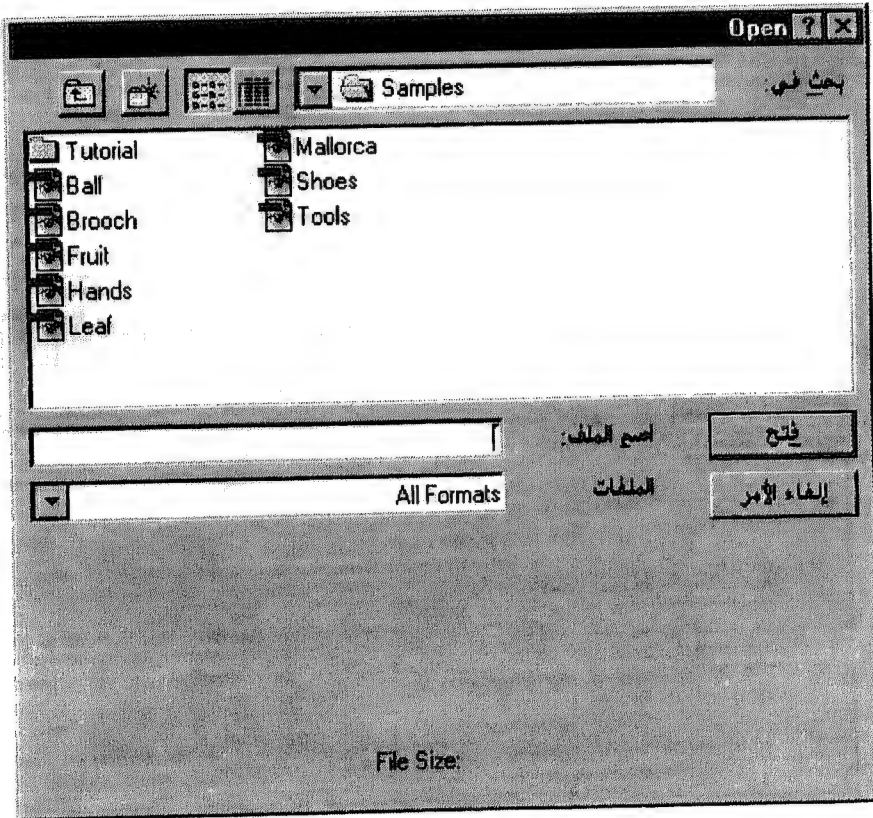 Open
بحث في:
Samples
Tutorial
Ball
Brooch
Fruit
Hands
Leaf
Mallorca
Shoes
Tools
اسم الملف:
فتح
الملفات
All Formats
إلغاء الأمر
File Size: